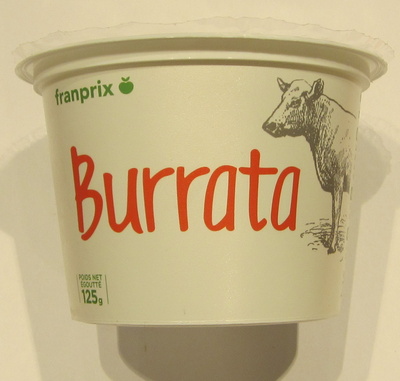 franprix
Burrata
POIDS NET
ÉGOUTTÉ
125g